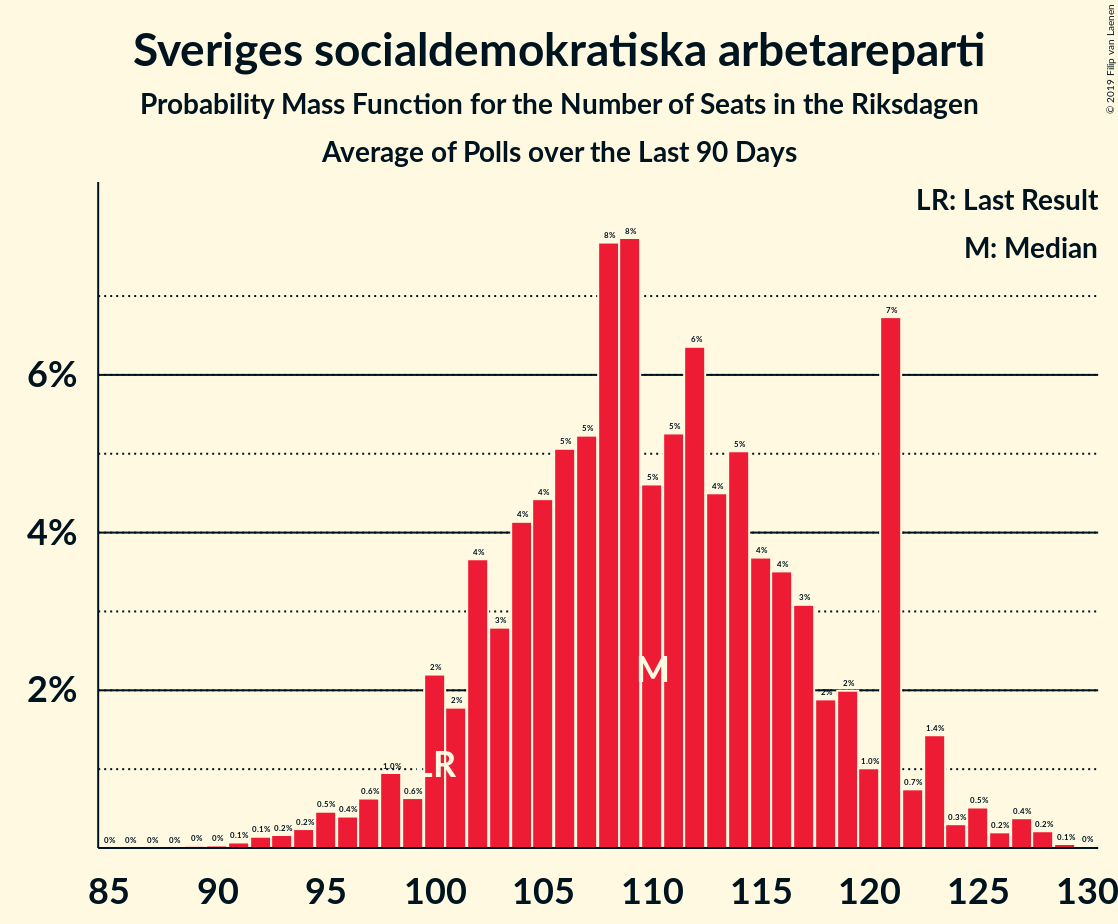 Sveriges socialdemokratiska arbetareparti
Probability Mass Function for the Number of Seats in the Riksdagen
Average of Polls over the Last 90 Days
© 2019 Filip van Laenen
LR: Last Result
M: Median
8% 8%
7%
6%
6%
5% 5% 5% 5% 5% 5%
4% 4% 4% 4% 4% 4%
4%
3% 3%
M
2% 2% 2% 2%
2%
LR
1.0% 1.0% 1.4%
0% 0% 0% 0% 0% 0% 0.1% 0.1% 0.2% 0.2% 0.5% 0.4% 0.6% 0.6% 0.7% 0.3% 0.5% 0.2% 0.4% 0.2% 0.1% 0%
85 90 95 100 105 110 115 120 125 130